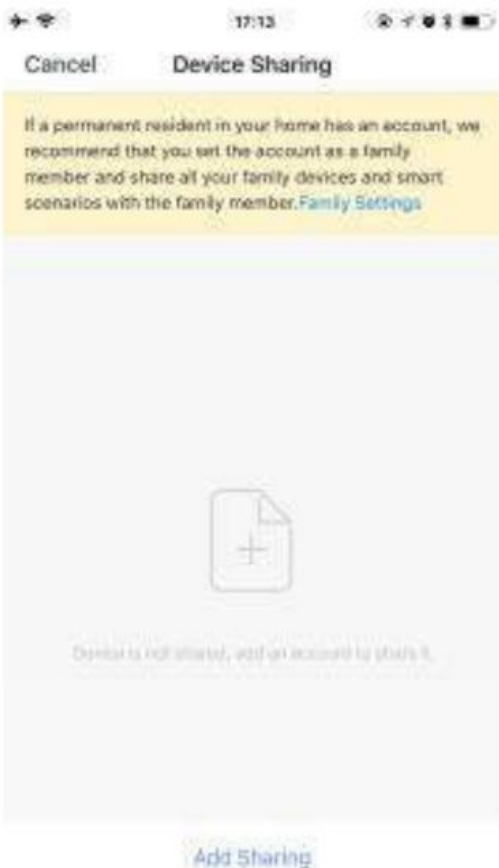 17:13
Cancel Device Sharing
If a permanent resident in your home has an account, we
recommend that you set the account as a family
member and share all your family devices and smart
scenarios with the family member.Family Settings
Device is not shared, add an account to share it.
Add Sharing